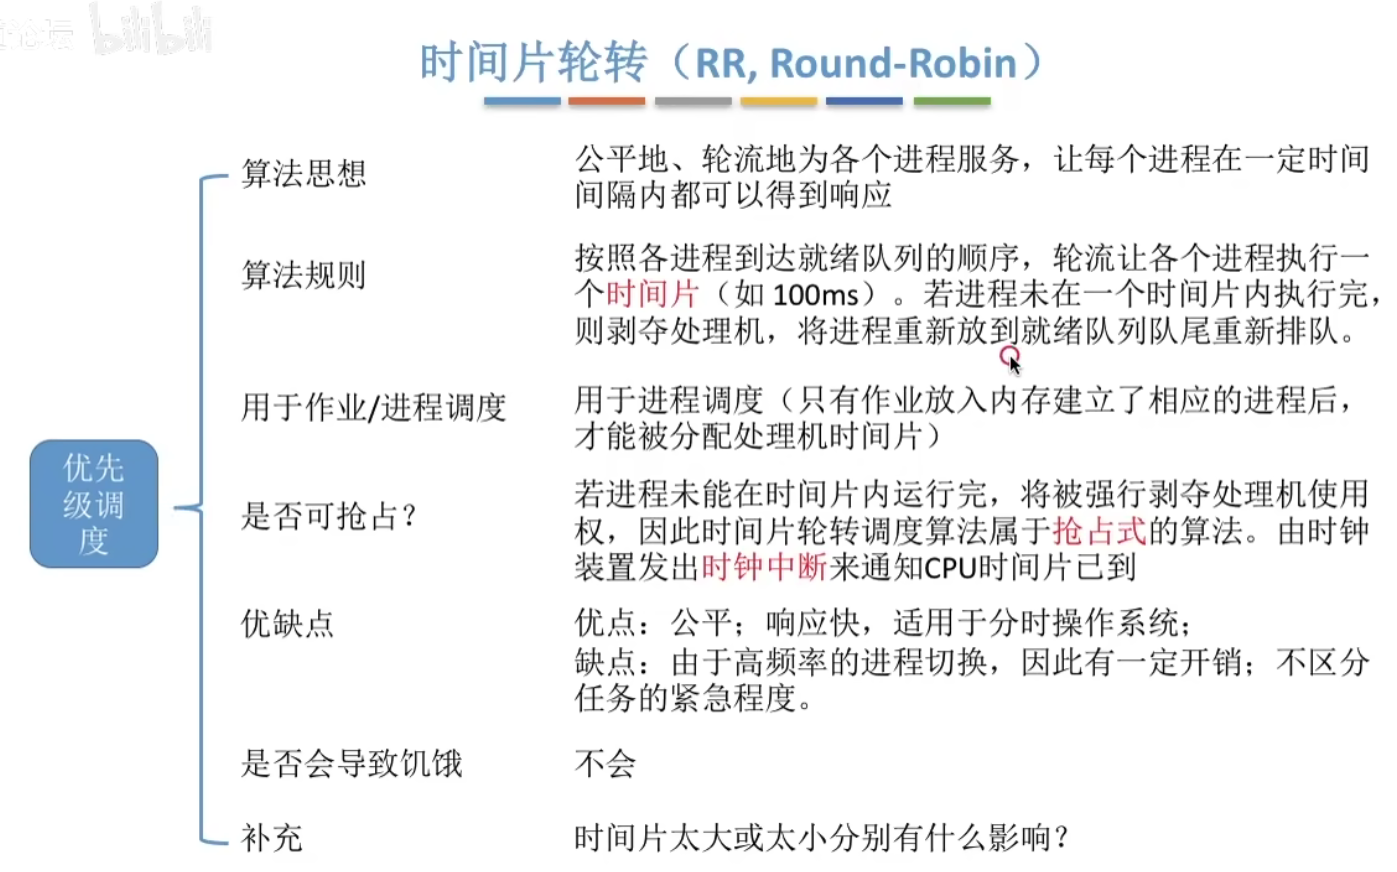 论坛 bilibili
时间片轮转（RR, Round-Robin）
算法思想
公平地、轮流地为各个进程服务，让每个进程在一定时间
间隔内都可以得到响应
算法规则
按照各进程到达就绪队列的顺序，轮流让各个进程执行一
个时间片（如 100ms）。若进程未在一个时间片内执行完，
则剥夺处理机，将进程重新放到就绪队列队尾重新排队。
用于作业/进程调度
用于进程调度（只有作业放入内存建立了相应的进程后，
才能被分配处理机时间片）
优先
级调
度
是否可抢占？
若进程未能在时间片内运行完，将被强行剥夺处理机使用
权，因此时间片轮转调度算法属于抢占式的算法。由时钟
装置发出时钟中断来通知CPU时间片已到
优缺点
优点：公平；响应快，适用于分时操作系统；
缺点：由于高频率的进程切换，因此有一定开销；不区分
任务的紧急程度。
是否会导致饥饿
不会
补充
时间片太大或太小分别有什么影响？